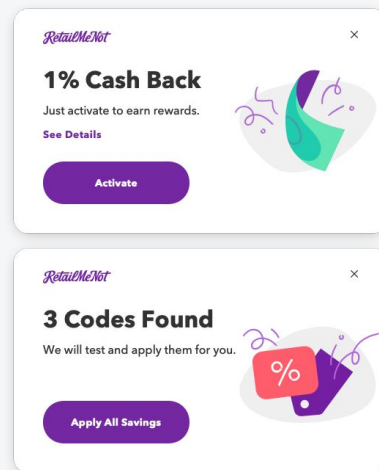 RetailMeNot
1% Cash Back
Just activate to earn rewards.
See Details
Activate
RetailMeNot
3 Codes Found
We will test and apply them for you.
%
Apply All Savings